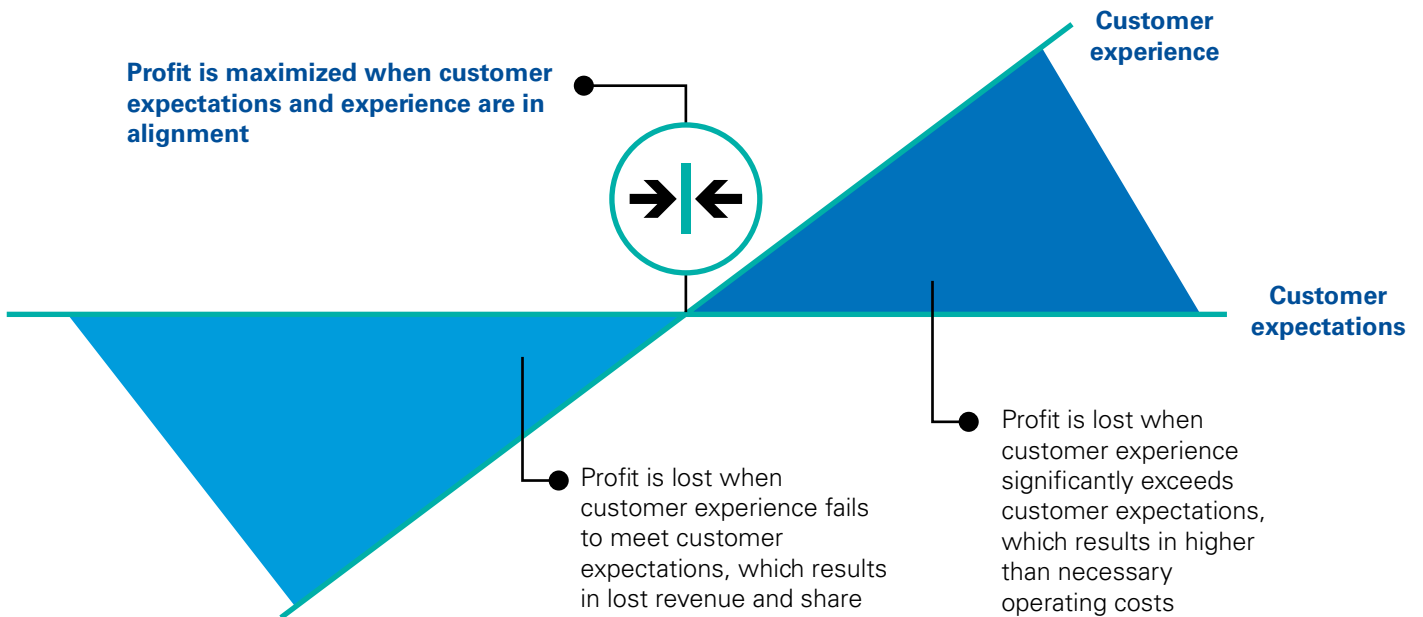 Customer
experience
Profit is maximized when customer
expectations and experience are in
alignment
Customer
expectations
Profit is lost when
customer experience fails
to meet customer
expectations, which results
in lost revenue and share
Profit is lost when
customer experience
significantly exceeds
customer expectations,
which results in higher
than necessary
operating costs